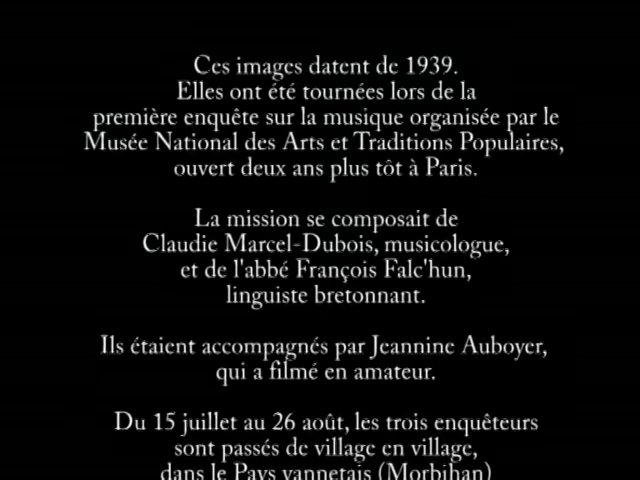 Ces images datent de 1939.
Elles ont été tournées lors de la
première enquête sur la musique organisée par le
Musée National des Arts et Traditions Populaires,
ouvert deux ans plus tôt à Paris.
La mission se composait de
Claudie Marcel-Dubois, musicologue,
et de l'abbé François Falc'hun,
linguiste bretonnant.
Ils étaient accompagnés par Jeannine Auboyer,
qui a filmé en amateur.
Du 15 juillet au 26 août, les trois enquêteurs
sont passés de village en village,
dans le Pays vannetais (Morbihan)